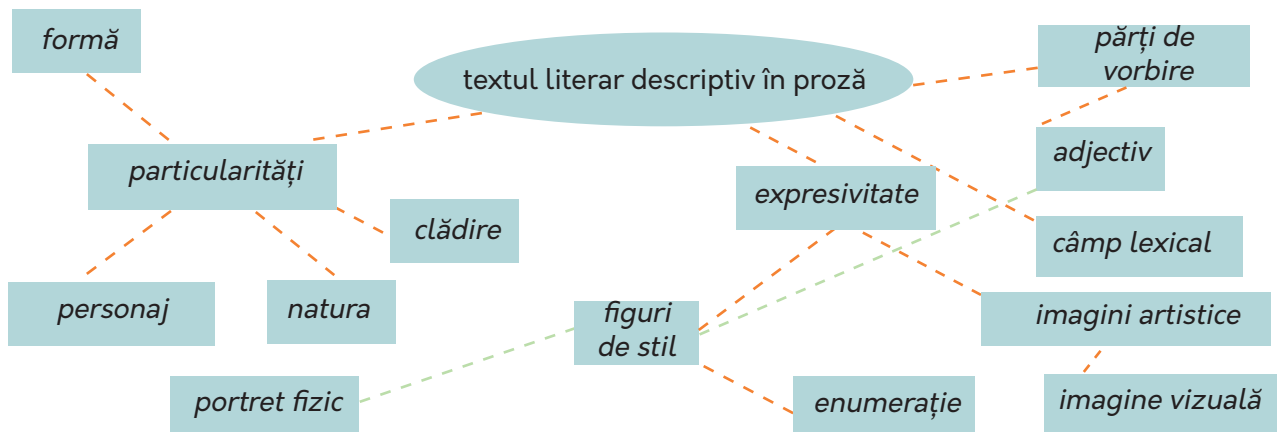 formă
textul literar descriptiv în proză
părți de
vorbire
particularități
adjectiv
expresivitate
clădire
câmp lexical
personaj
natura
figuri
de stil
imagini artistice
portret fizic
enumerație
imagine vizuală